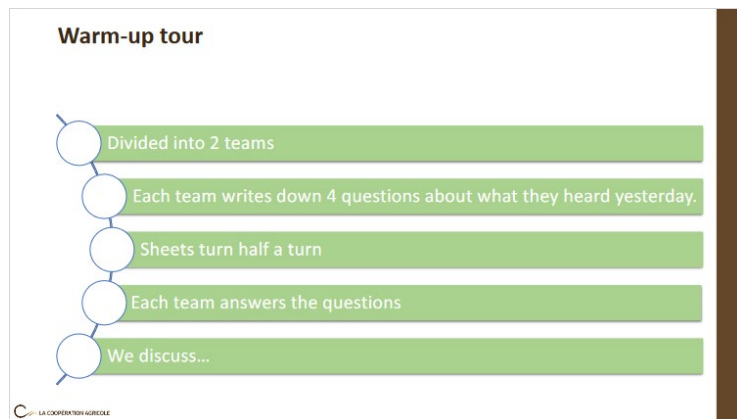 Warm-up tour
Divided into 2 teams
Each team writes down 4 questions about what they heard yesterday.
Sheets turn half a turn
Each team answers the questions
We discuss...
LA COOPÉRATION AGRICOLE